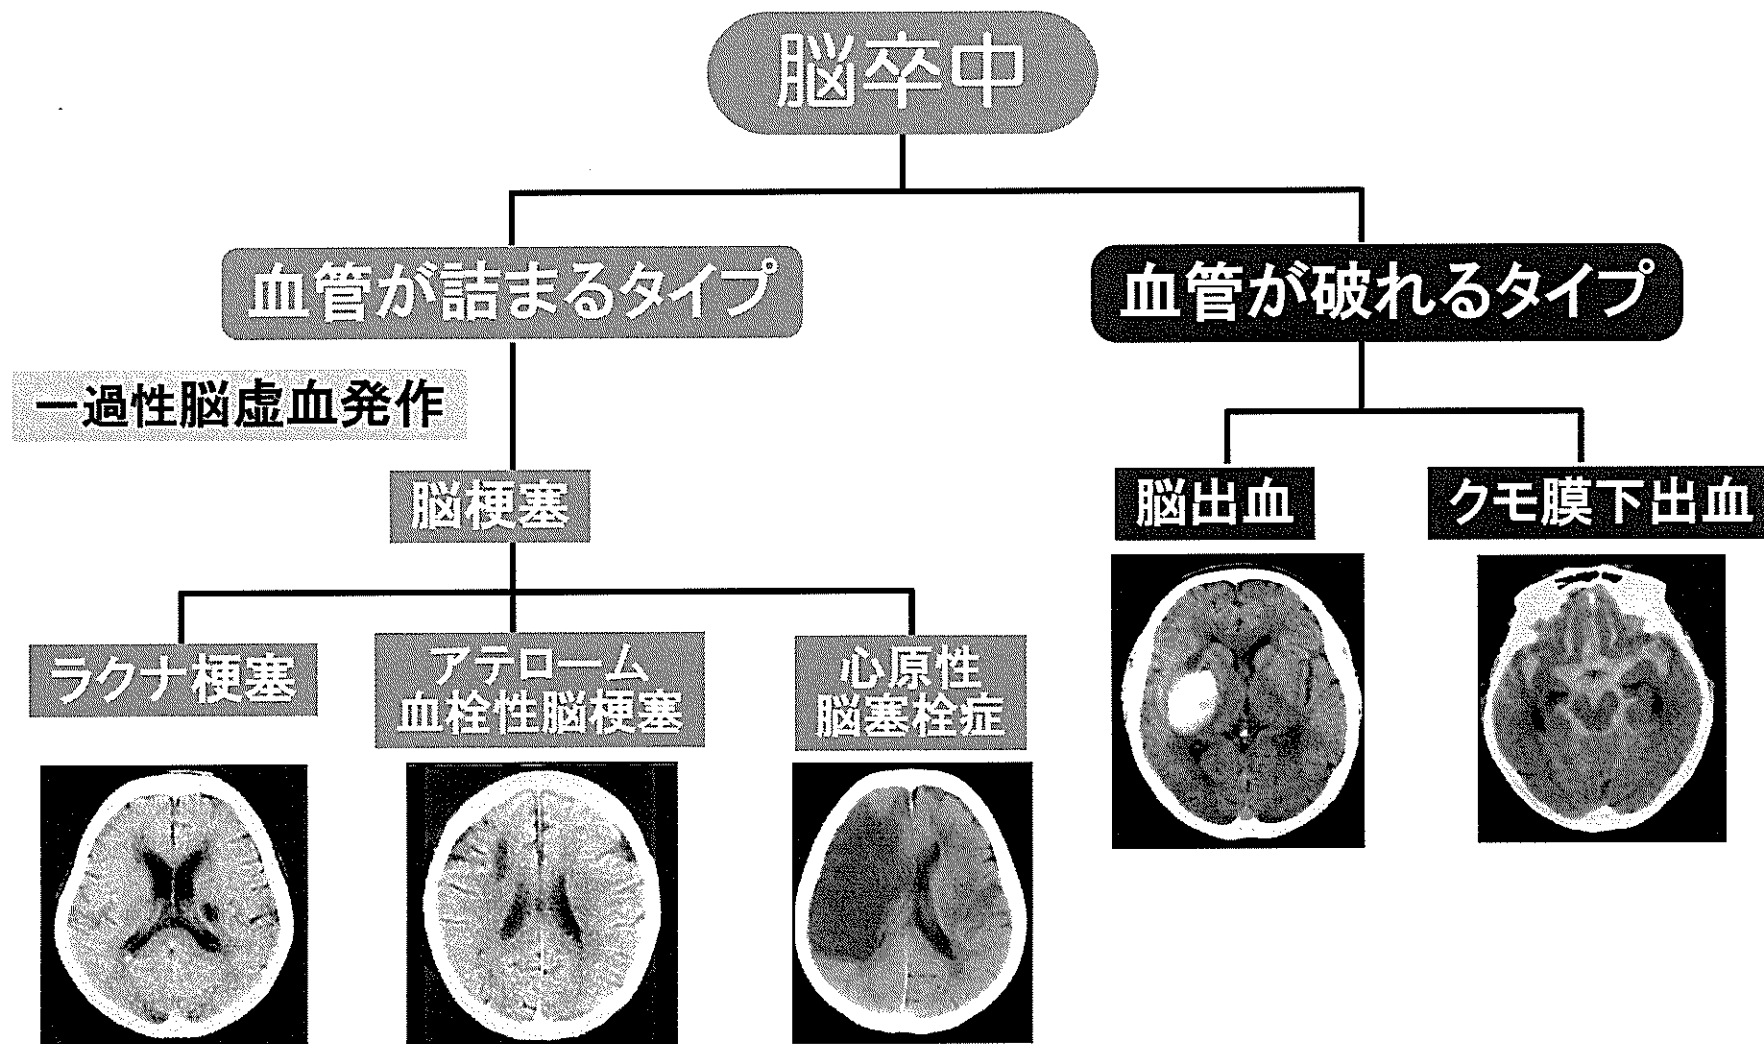 脳卒中
血管が詰まるタイプ
血管が破れるタイプ
一過性脳虚血発作
脳梗塞
脳出血
クモ膜下出血
ラクナ梗塞
アテローム
血栓性脳梗塞
心原性
脳塞栓症